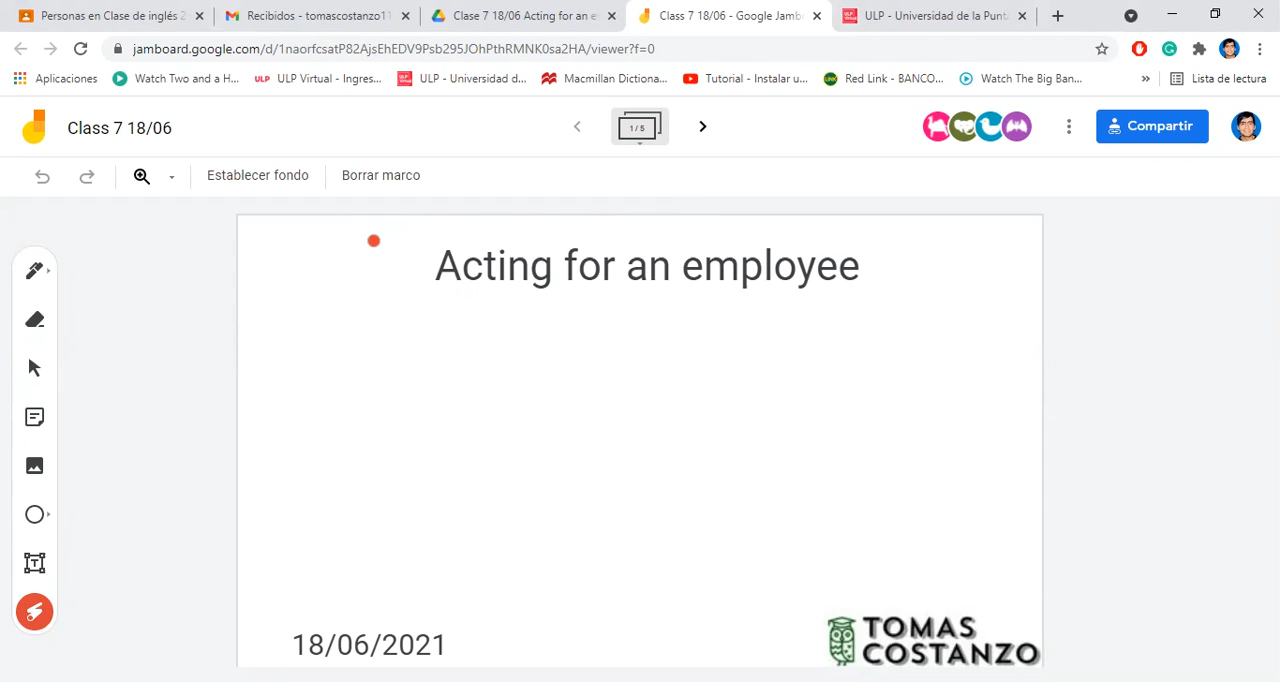 Personas en Clase de Inglés 2
Recibidos - tomascostanzo11
Clase 7 18/06 Acting for an e
Class 7 18/06 - Google Jamb
ULP - Universidad de la Punt
jamboard.google.com/d/1naorfcsatP82AjsEhEDV9Psb295JOhPthRMNK0sa2HA/viewer?f=0
Aplicaciones
Watch Two and a H...
ULP ULP Virtual - Ingres...
ULP - Universidad d...
Macmillan Dictiona...
Tutorial - Instalar u...
Red Link - BANCO...
Watch The Big Ban...
»
Lista de lectura
Class 7 18/06
1/5
Compartir
Establecer fondo
Borrar marco
Acting for an employee
18/06/2021
TOMAS
COSTANZO